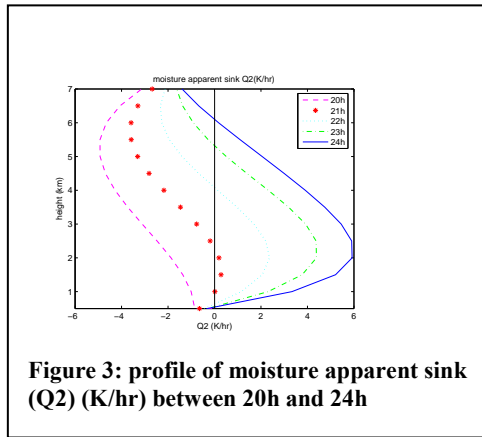 moisture apparent sink Q2(K/hr)
7
6
5
4
3
2
1
height (km)
20h
21h
22h
23h
24h
−6 −4 −2 0 2 4 6
Q2 (K/hr)
Figure 3: profile of moisture apparent sink
(Q2) (K/hr) between 20h and 24h